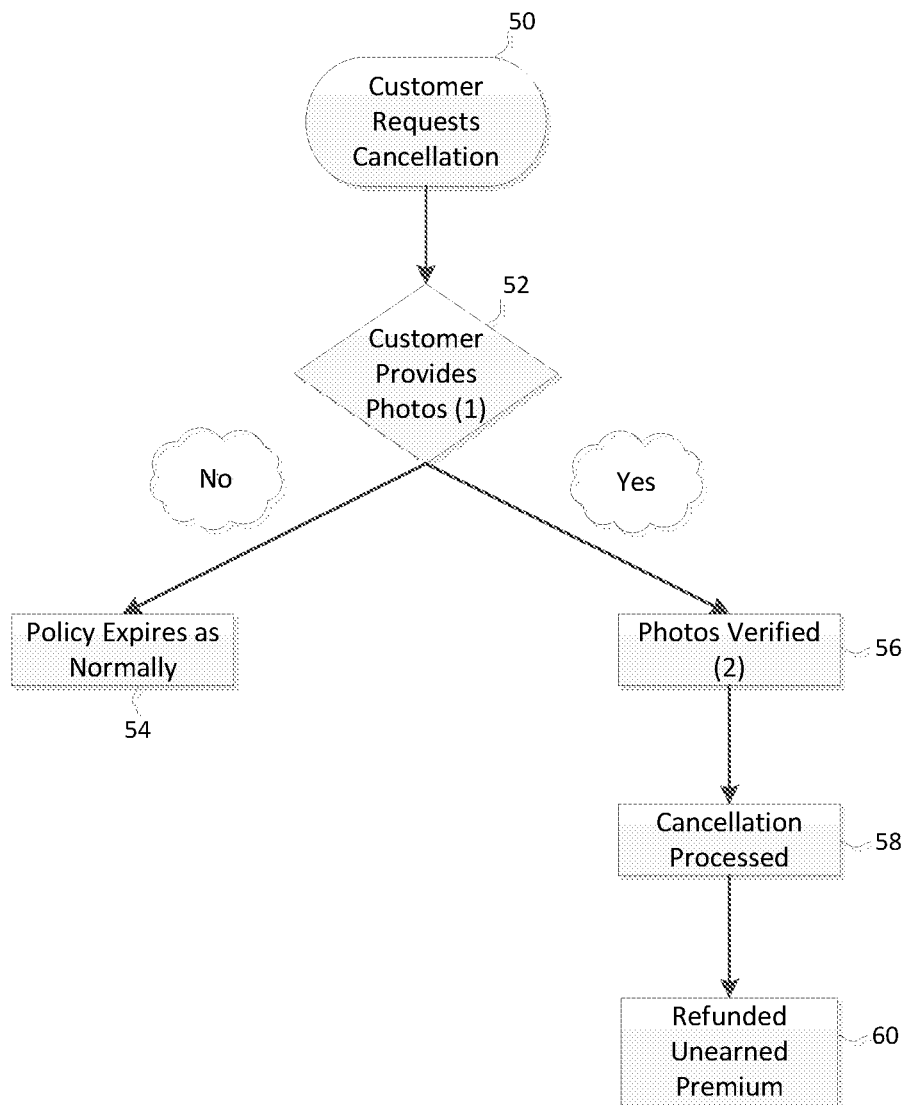 50
Customer
Requests
Cancellation
52
Customer
Provides
Photos (1)
No
Yes
Policy Expires as
Normally
54
Photos Verified
(2)
56
Cancellation
Processed
58
Refunded
Unearned
Premium
60